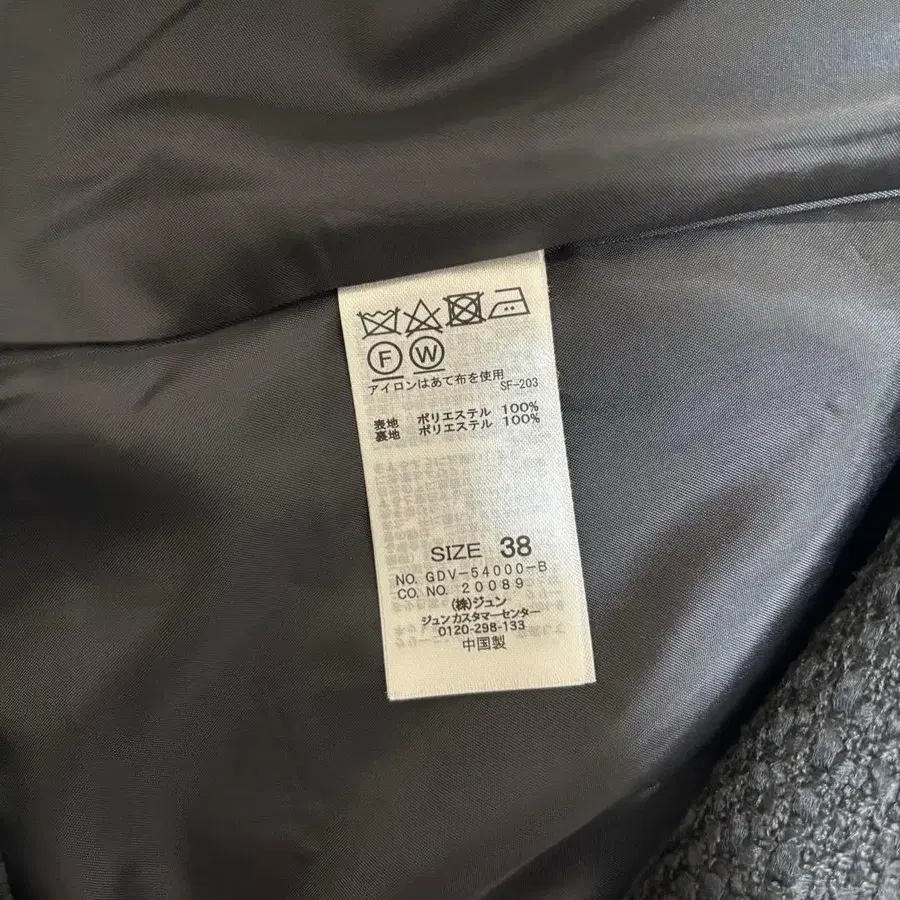 F W
アイロンはあて布を使用
SF-203
表地 ポリエステル 100%
裏地 ポリエステル 100%
SIZE 38
NO. GDV-54000-B
CO. NO. 20089
(株)ジュン
ジュンカスタマーセンター
0120-298-133
中国製